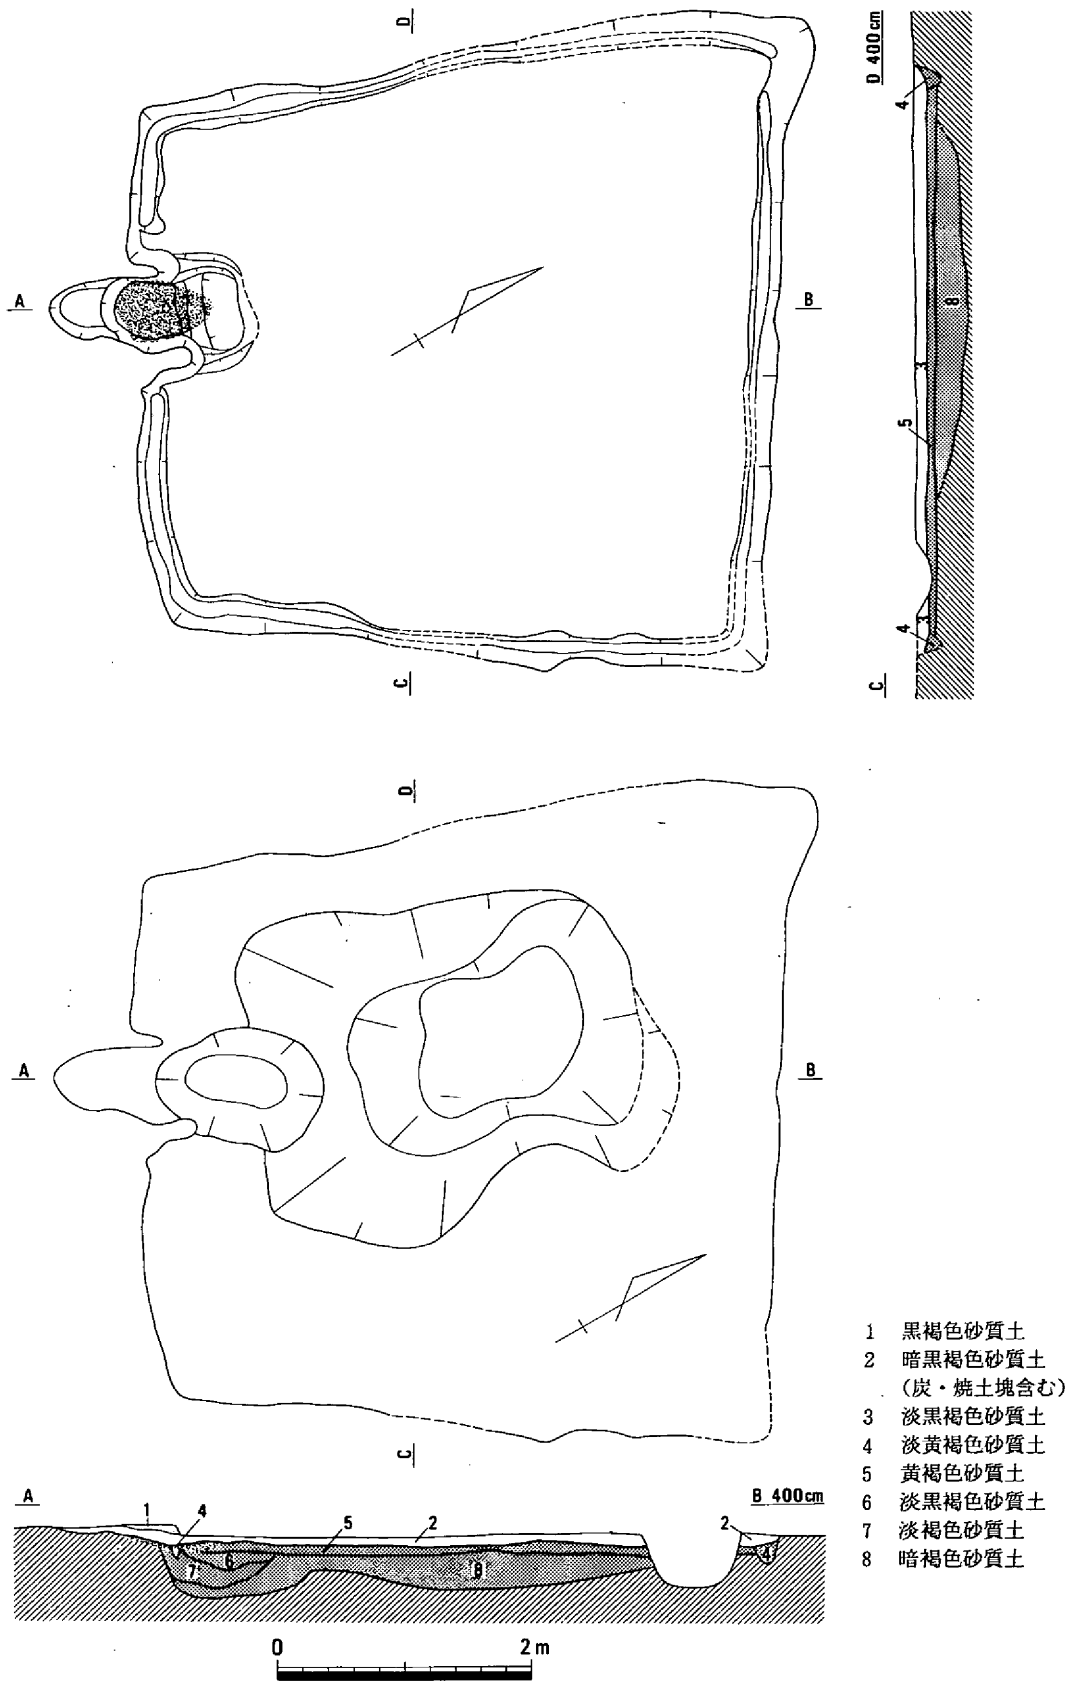 D
D 400cm
4
A
B
8
3
5
3
4
C
C
D
A
B
C
1 黒褐色砂質土
2 暗黒褐色砂質土
(炭・焼土塊含む)
3 淡黒褐色砂質土
4 淡黄褐色砂質土
5 黄褐色砂質土
6 淡黒褐色砂質土
7 淡褐色砂質土
8 暗褐色砂質土
A
B 400cm
1 4 5 2 2
7 6 8 4
0 2m